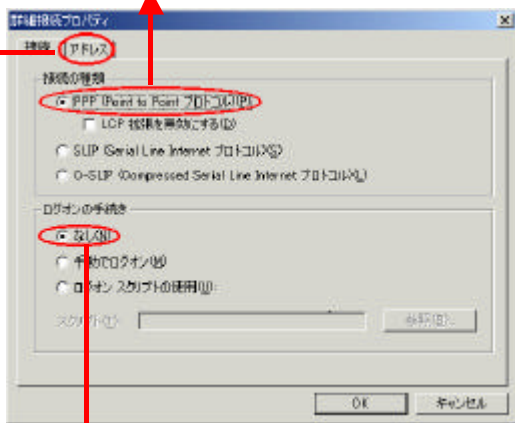 詳細接続プロパティ
接続 アドレス
接続の種類
PPP (Point to Point プロトコル)(P)
LCP 拡張を無効にする(D)
SLIP (Serial Line Internet プロトコル)(S)
C-SLIP (Compressed Serial Line Internet プロトコル)(L)
ログオンの手続き
なし(N)
手動でログオン(M)
ログオン スクリプトの使用(U):
スクリプト(T):
参照(B)...
OK キャンセル